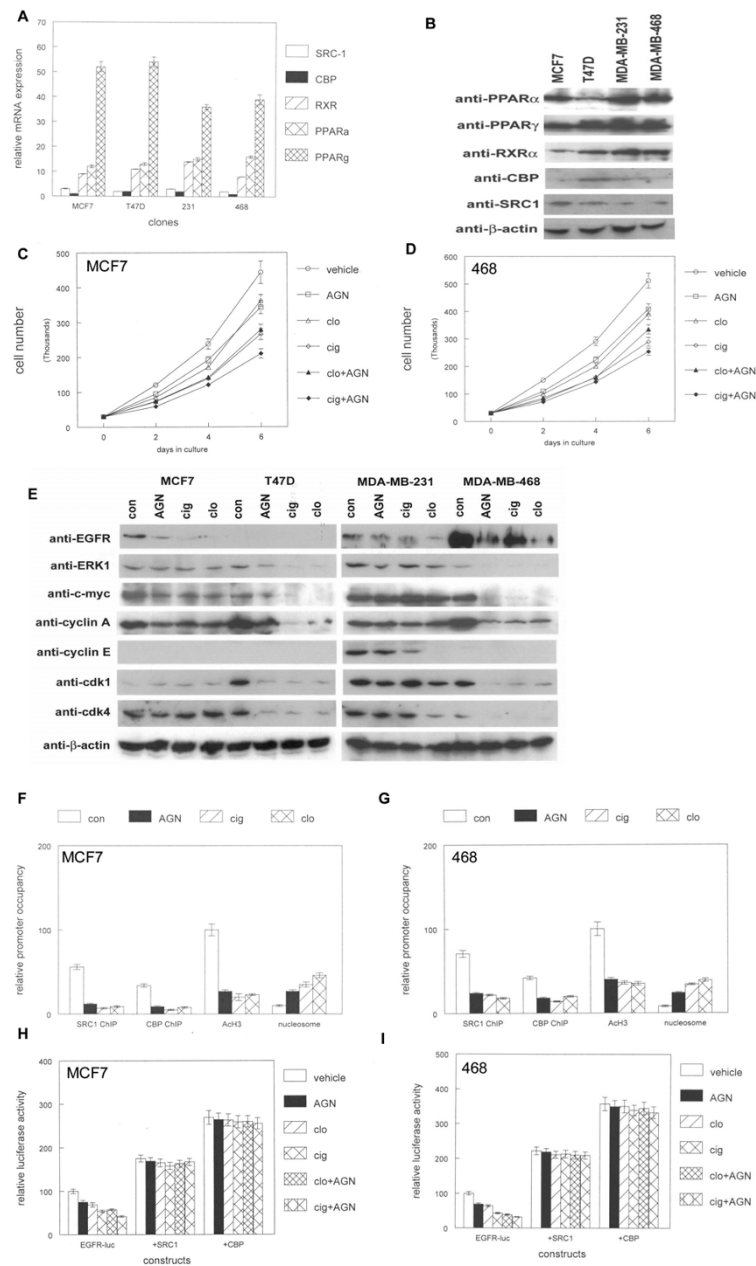 A
relative mRNA expression
70
60
50
40
30
20
10
0
MCF7 T47D 231 468
clones
SRC-1
CBP
RXR
PPARa
PPARg
B
MCF7 T47D MDA-MB-231 MDA-MB-468
anti-PPARα
anti-PPARγ
anti-RXRα
anti-CBP
anti-SRC1
anti-β-actin
C
MCF7
cell number
(Thousands)
500
400
300
200
100
0
0 2 4 6
days in culture
vehicle
AGN
clo
cig
clo+AGN
cig+AGN
D
468
cell number
(Thousands)
600
500
400
300
200
100
0
0 2 4 6
days in culture
vehicle
AGN
clo
cig
clo+AGN
cig+AGN
E
MCF7 T47D MDA-MB-231 MDA-MB-468
con AGN cig clo con AGN cig clo con AGN cig clo con AGN cig clo
anti-EGFR
anti-ERK1
anti-c-myc
anti-cyclin A
anti-cyclin E
anti-cdk1
anti-cdk4
anti-β-actin
F
con AGN cig clo
MCF7
relative promoter occupancy
200
100
0
SRC1 ChIP CBP ChIP AcH3 nucleosome
G
con AGN cig clo
468
relative promoter occupancy
200
100
0
SRC1 ChIP CBP ChIP AcH3 nucleosome
H
MCF7
relative luciferase activity
400
300
200
100
0
EGFR-luc +SRC1 +CBP
constructs
vehicle
AGN
clo
cig
clo+AGN
cig+AGN
I
468
relative luciferase activity
500
400
300
200
100
0
EGFR-luc +SRC1 +CBP
constructs
vehicle
AGN
clo
cig
clo+AGN
cig+AGN